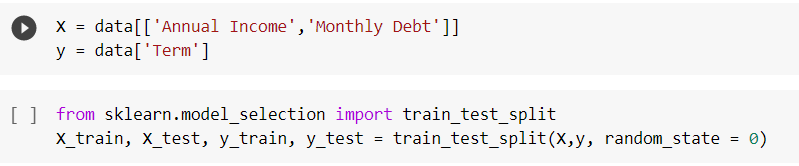 X = data[['Annual Income','Monthly Debt']]
y = data['Term']
[ ] from sklearn.model_selection import train_test_split
X_train, X_test, y_train, y_test = train_test_split(X,y, random_state = 0)